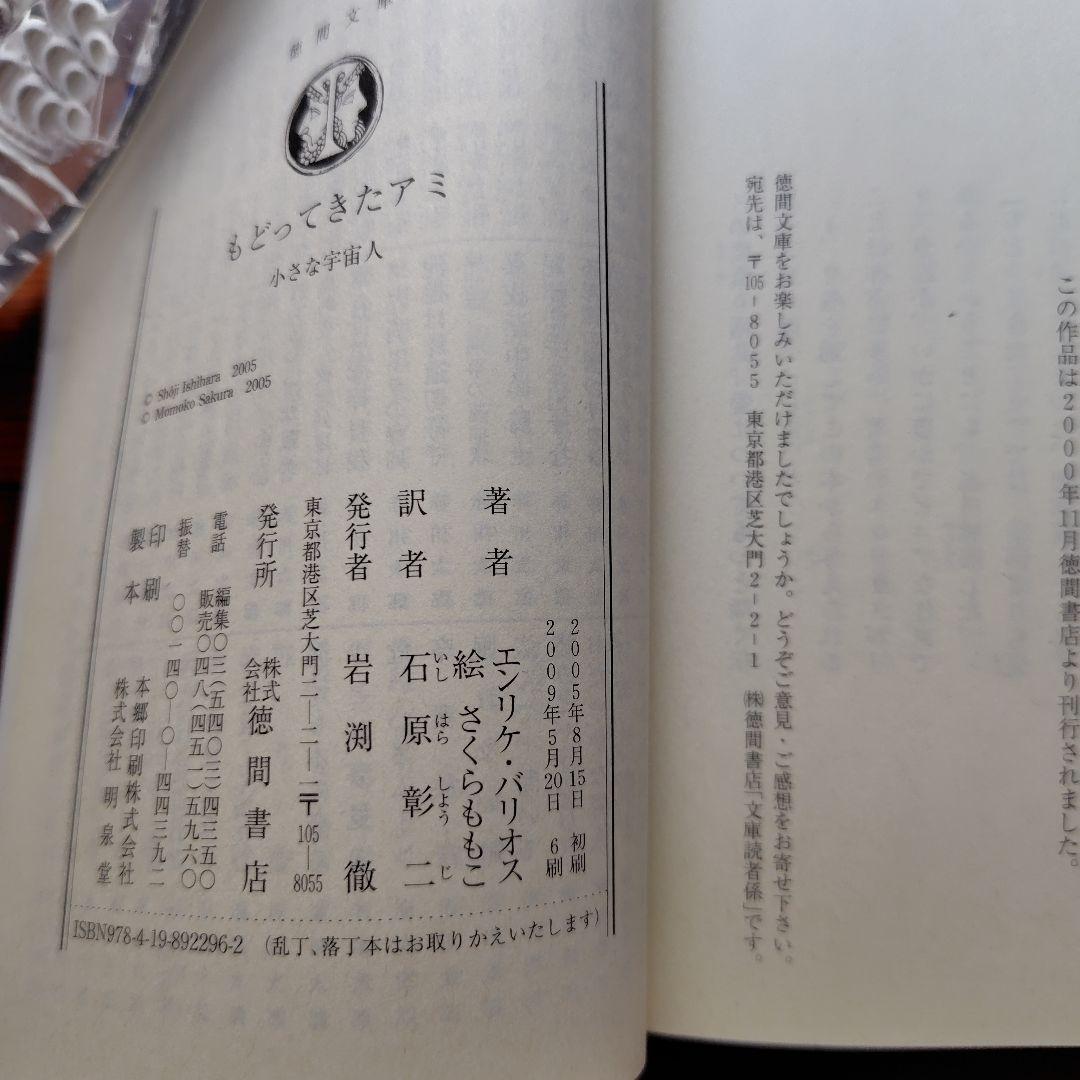 この作品は2000年11月徳間書店より刊行されました。
徳間文庫をお楽しみいただけましたでしょうか。どうぞご意見・ご感想をお寄せ下さい。
宛先は、〒105-8055 東京都港区芝大門2-2-1 ㈱徳間書店「文庫読者係」です。
徳間文庫
もどってきたアミ
小さな宇宙人
© Shōji Ishihara 2005
© Momoko Sakura 2005
2005年8月15日 初刷
2009年5月20日 6刷
著者 エンリケ・バリオス
絵 さくらももこ
訳者 石原彰二
いし はら しょう じ
発行者 岩渕徹
東京都港区芝大門二―二―一〒105―8055
発行所 株式会社徳間書店
電話 編集〇三(五四〇三)四三五〇
販売〇四八(四五一)五九六〇
振替 〇〇一四〇―〇―四四三九二
印刷 本郷印刷株式会社
製本 株式会社明泉堂
ISBN978-4-19-892296-2 (乱丁、落丁本はお取りかえいたします)